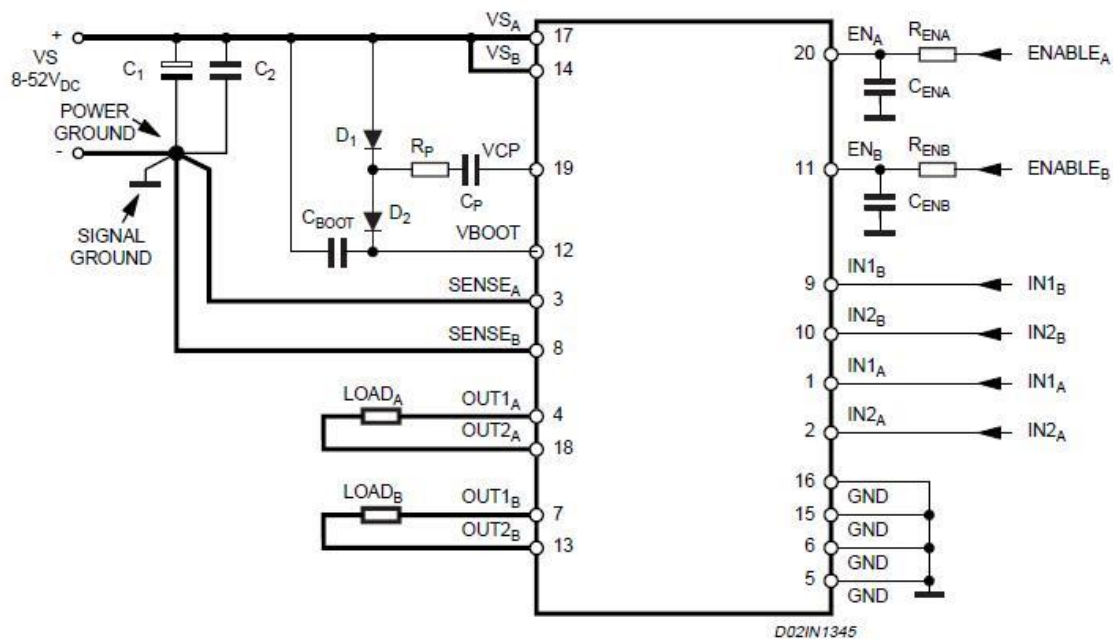 VSA
+
17
VS
VSB
8-52VDC
C1
C2
14
POWER
GROUND
-
D1
RP
VCP
19
CP
SIGNAL
GROUND
CBOOT
D2
VBOOT
12
SENSEA
3
SENSEB
8
LOADA
OUT1A
4
OUT2A
18
LOADB
OUT1B
7
OUT2B
13
20
ENA
RENA
ENABLEA
CENA
11
ENB
RENB
ENABLEB
CENB
9
IN1B
IN1B
10
IN2B
IN2B
1
IN1A
IN1A
2
IN2A
IN2A
16
GND
15
GND
6
GND
5
GND
D02IN1345